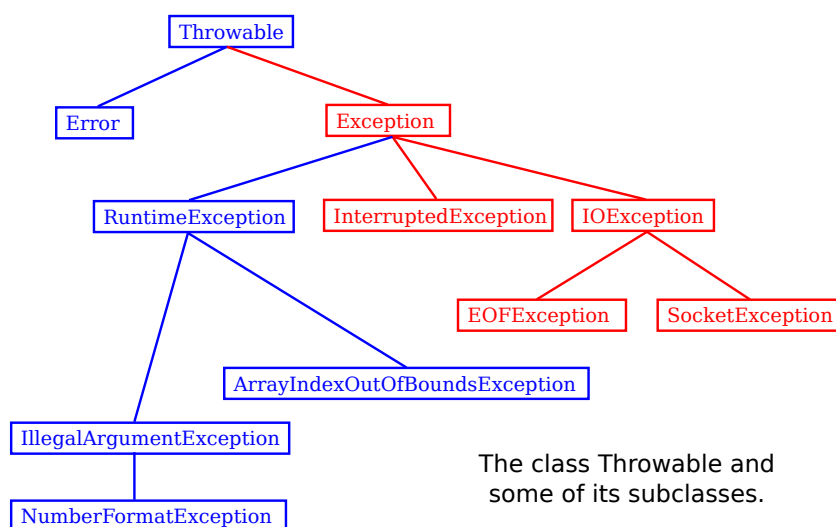 Throwable
Error
Exception
RuntimeException
InterruptedException
IOException
EOFException
SocketException
ArrayIndexOutOfBoundsException
IllegalArgumentException
NumberFormatException
The class Throwable and
some of its subclasses.